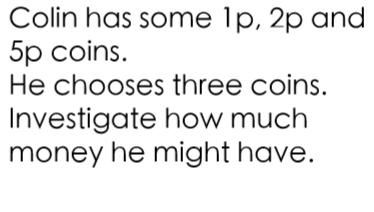 Colin has some 1p, 2p and
5p coins.
He chooses three coins.
Investigate how much
money he might have.